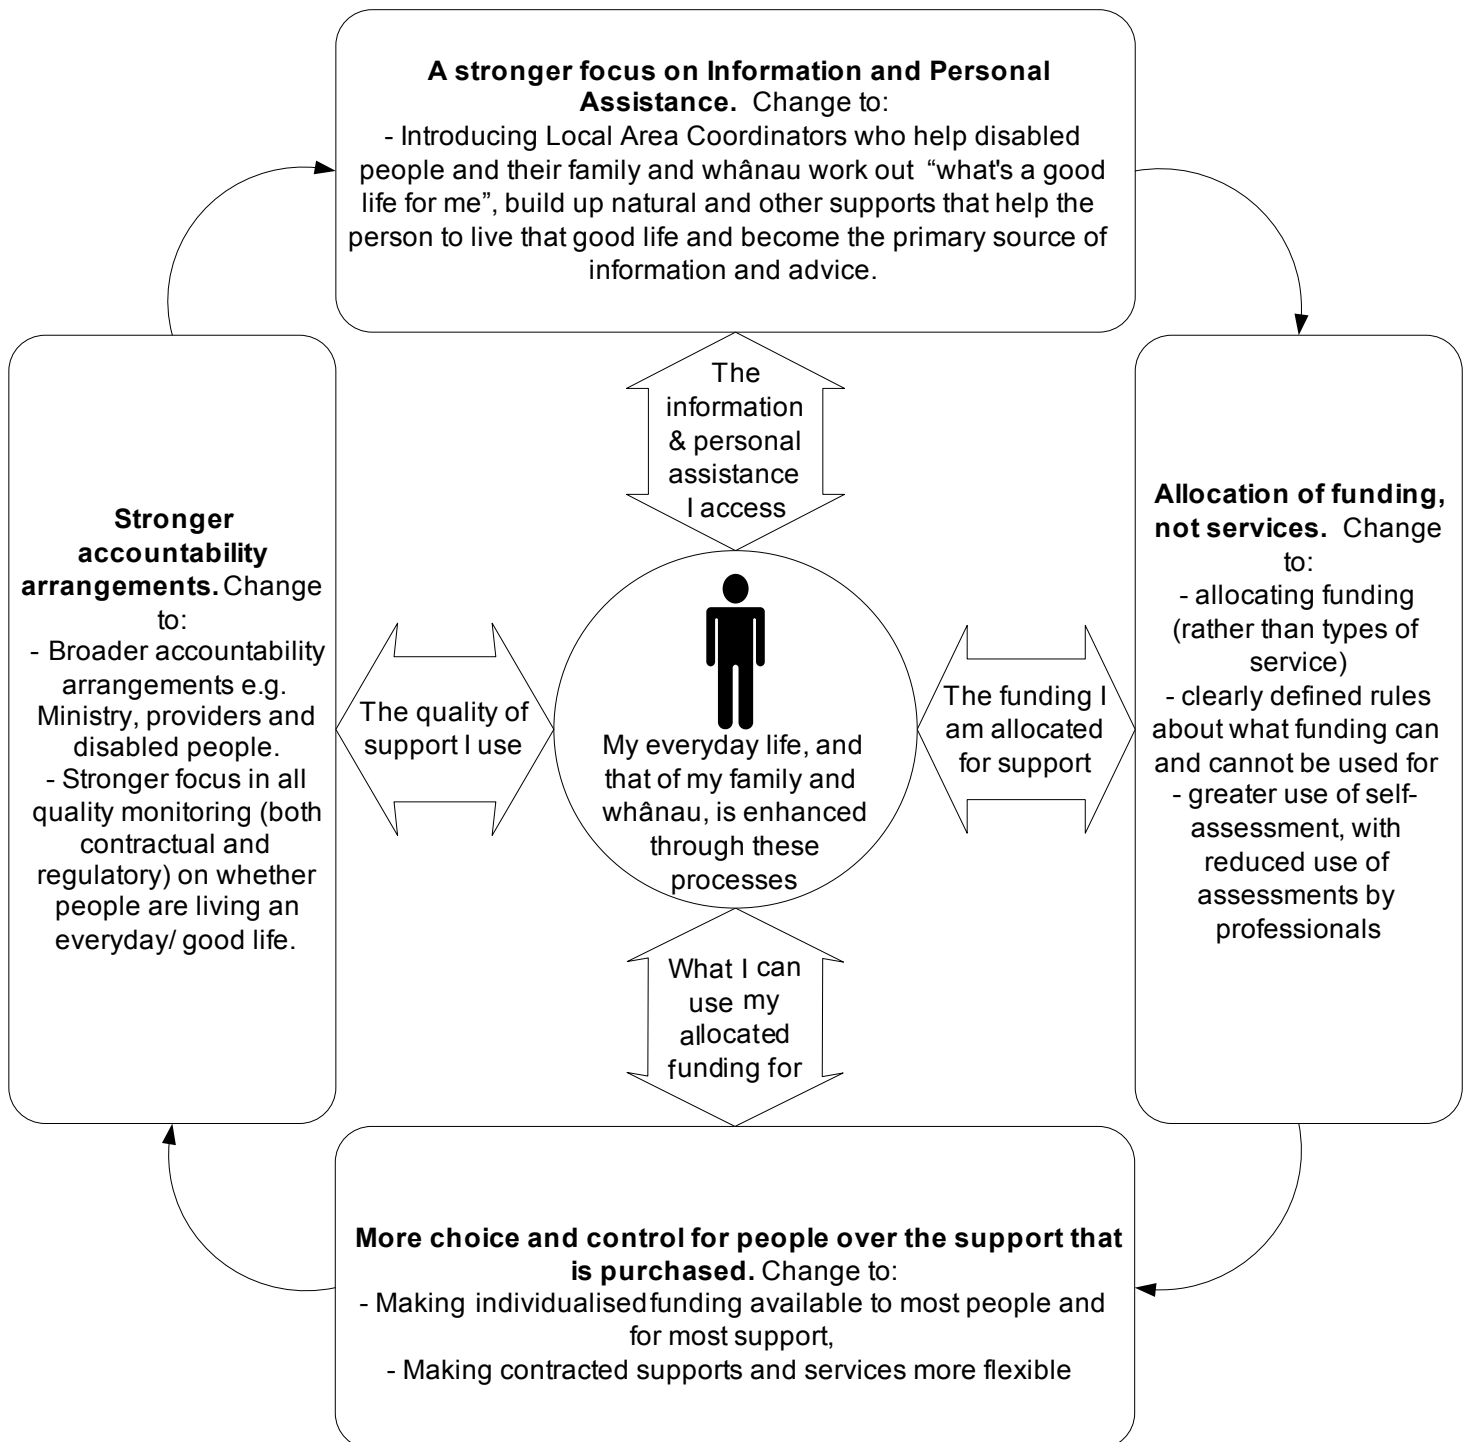 A stronger focus on Information and Personal
Assistance. Change to:
- Introducing Local Area Coordinators who help disabled
people and their family and whânau work out “what's a good
life for me”, build up natural and other supports that help the
person to live that good life and become the primary source of
information and advice.
The
information
& personal
assistance
I access
Stronger
accountability
arrangements. Change
to:
- Broader accountability
arrangements e.g.
Ministry, providers and
disabled people.
- Stronger focus in all
quality monitoring (both
contractual and
regulatory) on whether
people are living an
everyday/ good life.
The quality of
support I use
My everyday life, and
that of my family and
whânau, is enhanced
through these
processes
The funding I
am allocated
for support
Allocation of funding,
not services. Change
to:
- allocating funding
(rather than types of
service)
- clearly defined rules
about what funding can
and cannot be used for
- greater use of self-
assessment, with
reduced use of
assessments by
professionals
What I can
use my
allocated
funding for
More choice and control for people over the support that
is purchased. Change to:
- Making individualised funding available to most people and
for most support,
- Making contracted supports and services more flexible